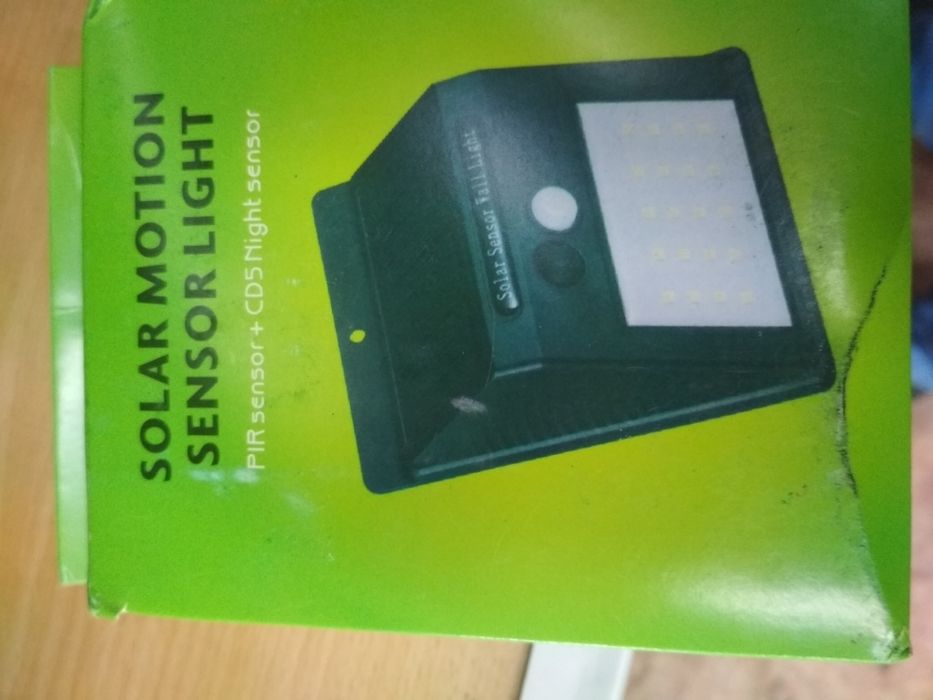 SOLAR MOTION
SENSOR LIGHT
PIR sensor + CDS Night sensor
Solar Sensor Wall Light